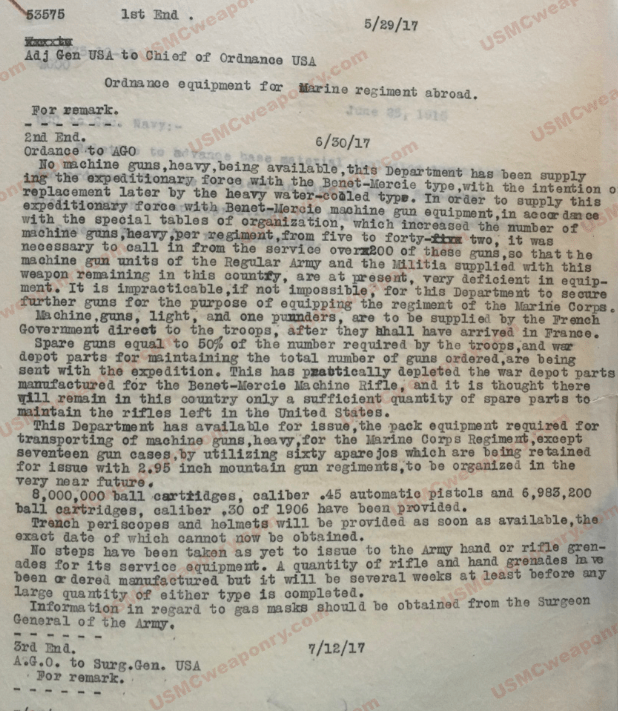 53575 1st End . 5/29/17
Adj Gen USA to Chief of Ordnance USA
Ordnance equipment for Marine regiment abroad.
For remark.
June 25, 1918
Navy:-
- - - - - -
2nd End. 6/30/17
Ordance to AGO
No machine guns,heavy,being available,this Department has been supply
ing the expeditionary force with the Benet-Mercie type,with the intention o
replacement later by the heavy water-cooled type. In order to supply this
expeditionary force with Benet-Mercie machine gun equipment,in accordance
with the special tables of organization, which increased the number of
machine guns,heavy,per regiment,from five to forty-five two, it was
necessary to call in from the service over 200 of these guns,so that the
machine gun units of the Regular Army and the Militia supplied with this
weapon remaining in this country, are at present, very deficient in equip-
ment. It is impracticable,if not impossible, for this Department to secure
further guns for the purpose of equipping the regiment of the Marine Corps.
Machine,guns, light, and one punnders, are to be supplied by the French
Government direct to the troops, after they hhall have arrived in France.
Spare guns equal to 50% of the number required by the troops,and war
depot parts for maintaining the total number of guns ordered,are being
sent with the expedition. This has practically depleted the war depot parts
manufactured for the Benet-Mercie Machine Rifle, and it is thought there
will remain in this country only a sufficient quantity of spare parts to
maintain the rifles left in the United States.
This Department has available for issue,the pack equipment required for
transporting of machine guns,heavy,for the Marine Corps Regiment,except
seventeen gun cases,by utilizing sixty aparejos which are being retained
for issue with 2.95 inch mountain gun regiments,to be organized in the
very near future.
8,000,000 ball cartridges, caliber .45 automatic pistols and 6,983,200
ball cartridges, caliber .30 of 1906 have been provided.
Trench periscopes and helmets will be provided as soon as available,the
exact date of which cannot now be obtained.
No steps have been taken as yet to issue to the Army hand or rifle gren-
ades for its service equipment. A quantity of rifle and hand grenades have
been ordered manufactured but it will be several weeks at least before any
large quantity of either type is completed.
Information in regard to gas masks should be obtained from the Surgeon
General of the Army.
- - - - - -
3rd End. 7/12/17
A.G.O. to Surg.Gen. USA
For remark.
- - - - - -
USMCweaponry.com